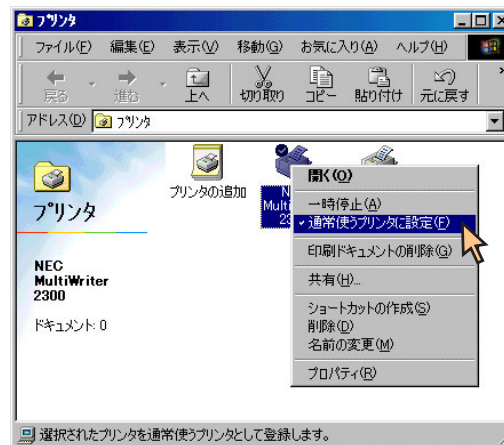 プリンタ
ファイル(F) 編集(E) 表示(V) 移動(G) お気に入り(A) ヘルプ(H)
戻る 進む 上へ 切り取り コピー 貼り付け 元に戻す »
アドレス(D) プリンタ
プリンタの追加
プリンタ
NEC
MultiWriter
2300
ドキュメント: 0
開く(O)
一時停止(A)
通常使うプリンタに設定(F)
印刷ドキュメントの削除(G)
共有(H)...
ショートカットの作成(S)
削除(D)
名前の変更(M)
プロパティ(R)
選択されたプリンタを通常使うプリンタとして登録します。